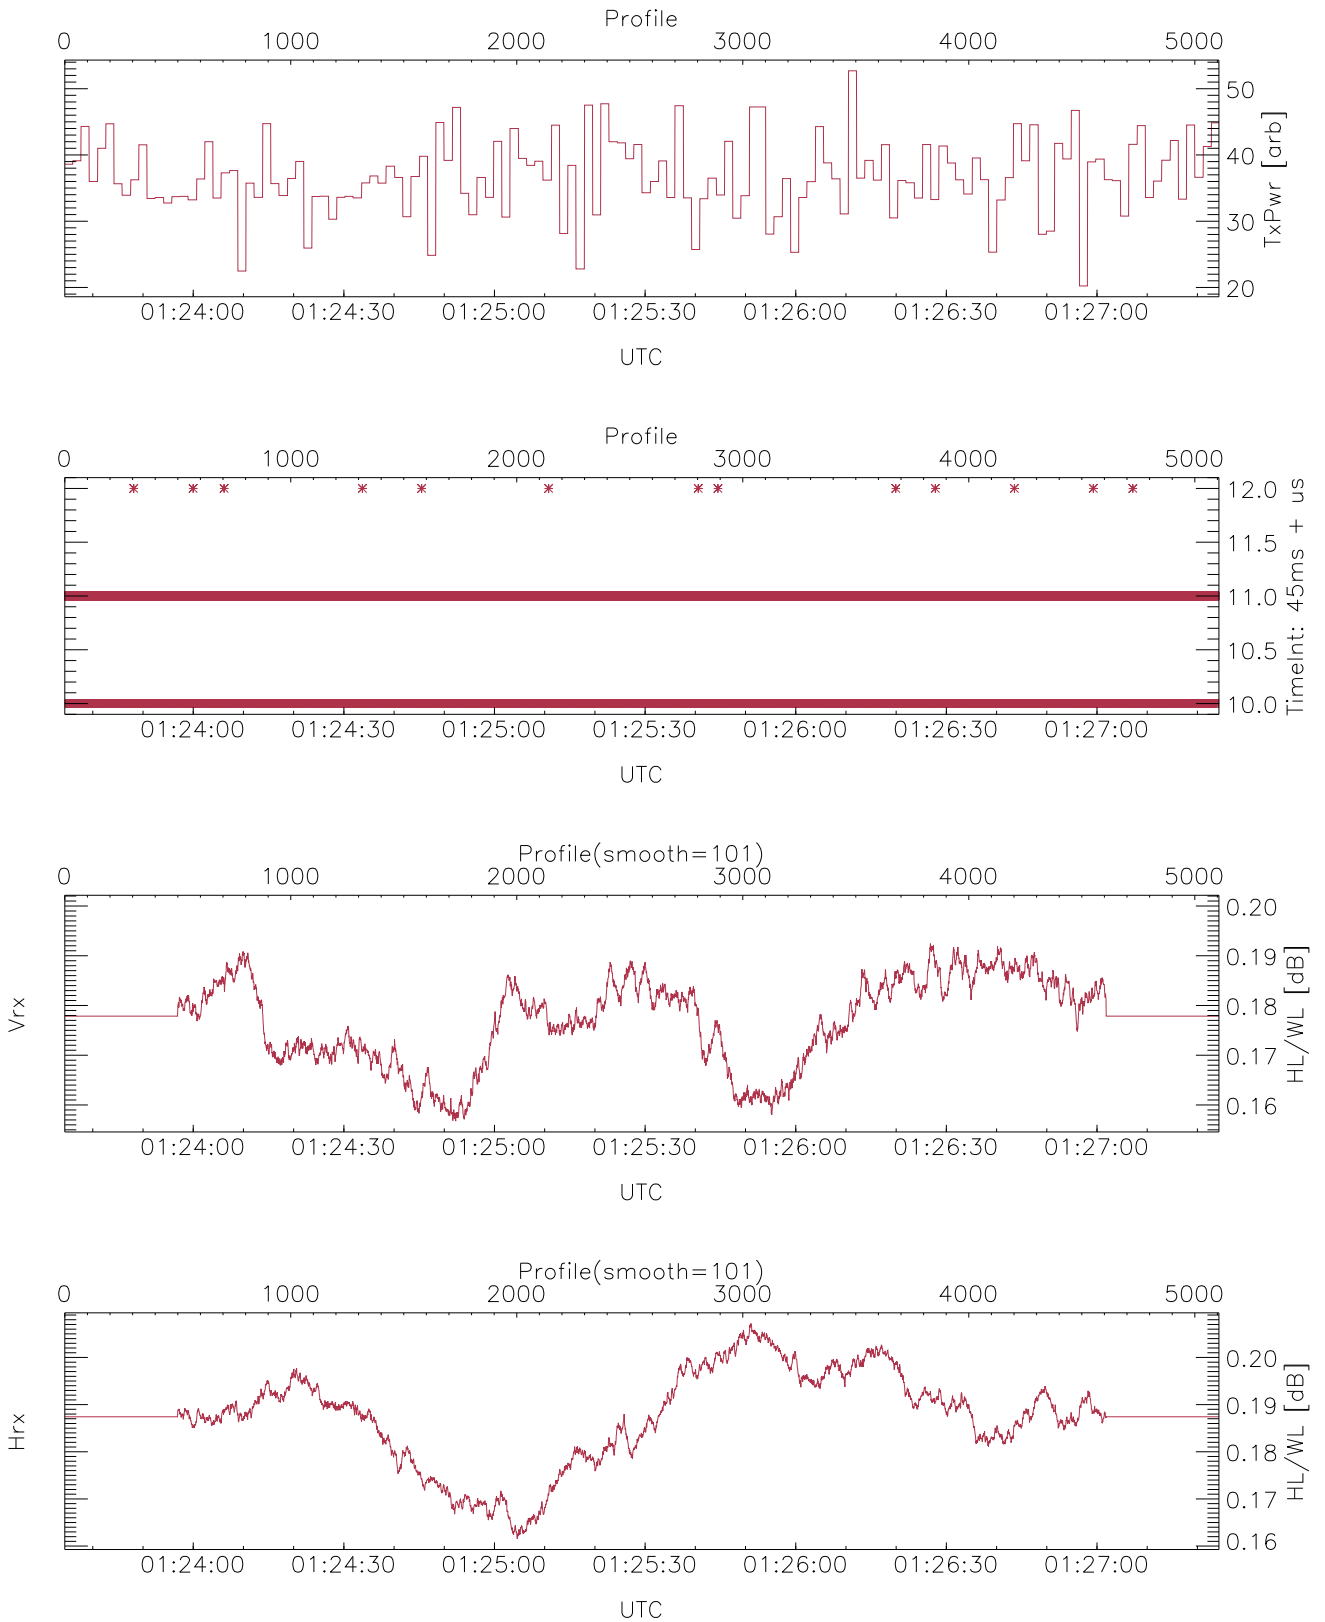 Profile
0 1000 2000 3000 4000 5000
50
40
30
20
TxPwr [arb]
01:24:00 01:24:30 01:25:00 01:25:30 01:26:00 01:26:30 01:27:00
UTC
Profile
0 1000 2000 3000 4000 5000
12.0
11.5
11.0
10.5
10.0
TimeInt: 45ms + us
01:24:00 01:24:30 01:25:00 01:25:30 01:26:00 01:26:30 01:27:00
UTC
Profile(smooth=101)
0 1000 2000 3000 4000 5000
Vrx
0.20
0.19
0.18
0.17
0.16
HL/WL [dB]
01:24:00 01:24:30 01:25:00 01:25:30 01:26:00 01:26:30 01:27:00
UTC
Profile(smooth=101)
0 1000 2000 3000 4000 5000
Hrx
0.20
0.19
0.18
0.17
0.16
HL/WL [dB]
01:24:00 01:24:30 01:25:00 01:25:30 01:26:00 01:26:30 01:27:00
UTC